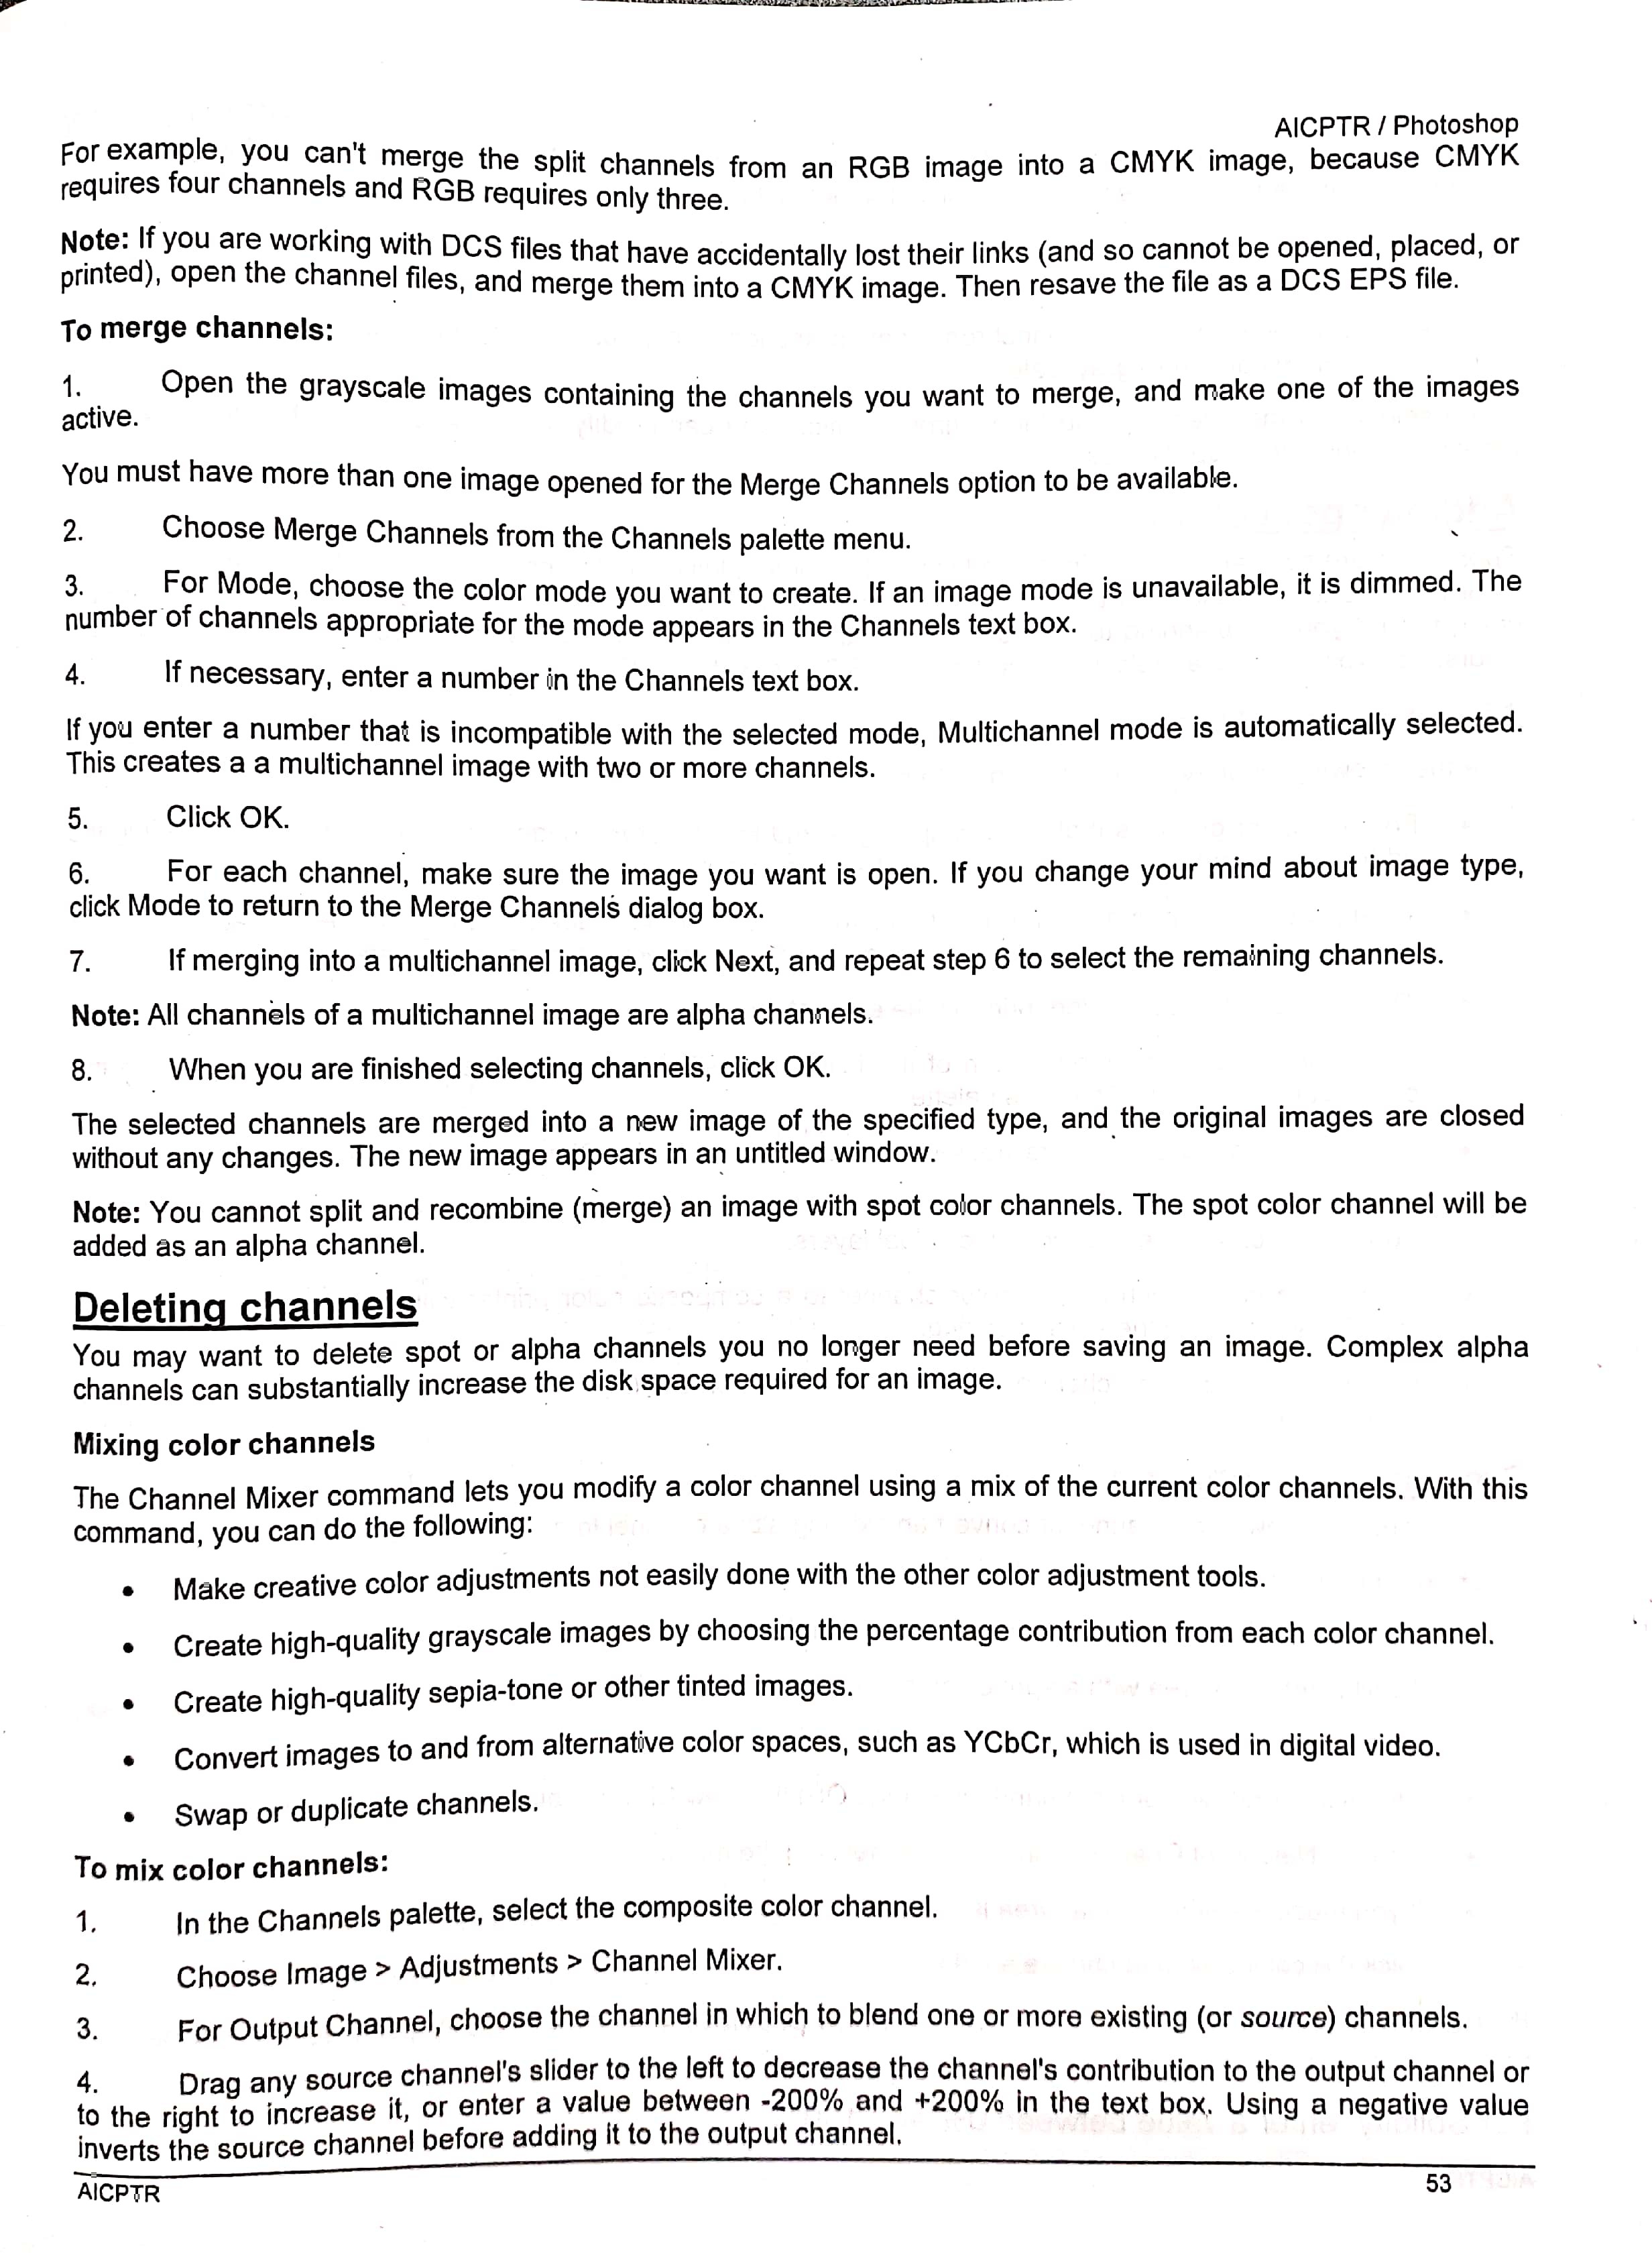 AICPTR / Photoshop
For example, you can't merge the split channels from an RGB image into a CMYK image, because CMYK
requires four channels and RGB requires only three.
Note: If you are working with DCS files that have accidentally lost their links (and so cannot be opened, placed, or
printed), open the channel files, and merge them into a CMYK image. Then resave the file as a DCS EPS file.
To merge channels:
1. Open the grayscale images containing the channels you want to merge, and make one of the images
active.
You must have more than one image opened for the Merge Channels option to be available.
2. Choose Merge Channels from the Channels palette menu.
3. For Mode, choose the color mode you want to create. If an image mode is unavailable, it is dimmed. The
number of channels appropriate for the mode appears in the Channels text box.
4. If necessary, enter a number in the Channels text box.
If you enter a number that is incompatible with the selected mode, Multichannel mode is automatically selected.
This creates a a multichannel image with two or more channels.
5. Click OK.
6. For each channel, make sure the image you want is open. If you change your mind about image type,
click Mode to return to the Merge Channels dialog box.
7. If merging into a multichannel image, click Next, and repeat step 6 to select the remaining channels.
Note: All channels of a multichannel image are alpha channels.
8. When you are finished selecting channels, click OK.
The selected channels are merged into a new image of the specified type, and the original images are closed
without any changes. The new image appears in an untitled window.
Note: You cannot split and recombine (merge) an image with spot color channels. The spot color channel will be
added as an alpha channel.
Deleting channels
You may want to delete spot or alpha channels you no longer need before saving an image. Complex alpha
channels can substantially increase the disk space required for an image.
Mixing color channels
The Channel Mixer command lets you modify a color channel using a mix of the current color channels. With this
command, you can do the following:
• Make creative color adjustments not easily done with the other color adjustment tools.
• Create high-quality grayscale images by choosing the percentage contribution from each color channel.
• Create high-quality sepia-tone or other tinted images.
• Convert images to and from alternative color spaces, such as YCbCr, which is used in digital video.
• Swap or duplicate channels.
To mix color channels:
1. In the Channels palette, select the composite color channel.
2. Choose Image > Adjustments > Channel Mixer.
3. For Output Channel, choose the channel in which to blend one or more existing (or source) channels.
4. Drag any source channel's slider to the left to decrease the channel's contribution to the output channel or
to the right to increase it, or enter a value between -200% and +200% in the text box. Using a negative value
inverts the source channel before adding it to the output channel.
AICPTR 53